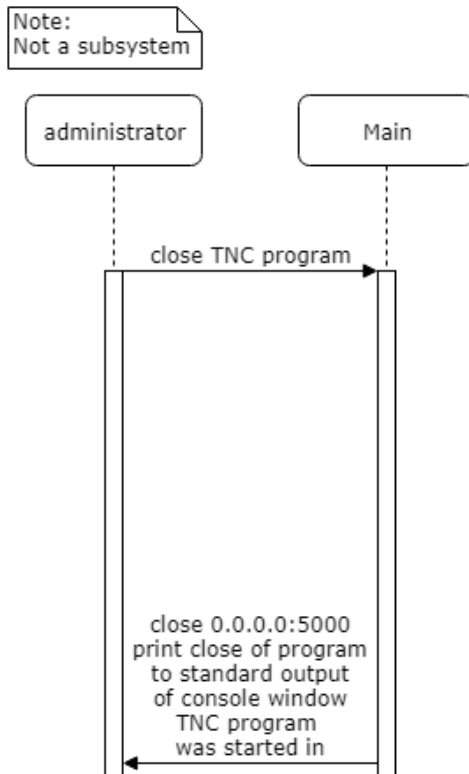 Note:
Not a subsystem
administrator
Main
close TNC program
close 0.0.0.0:5000
print close of program
to standard output
of console window
TNC program
was started in